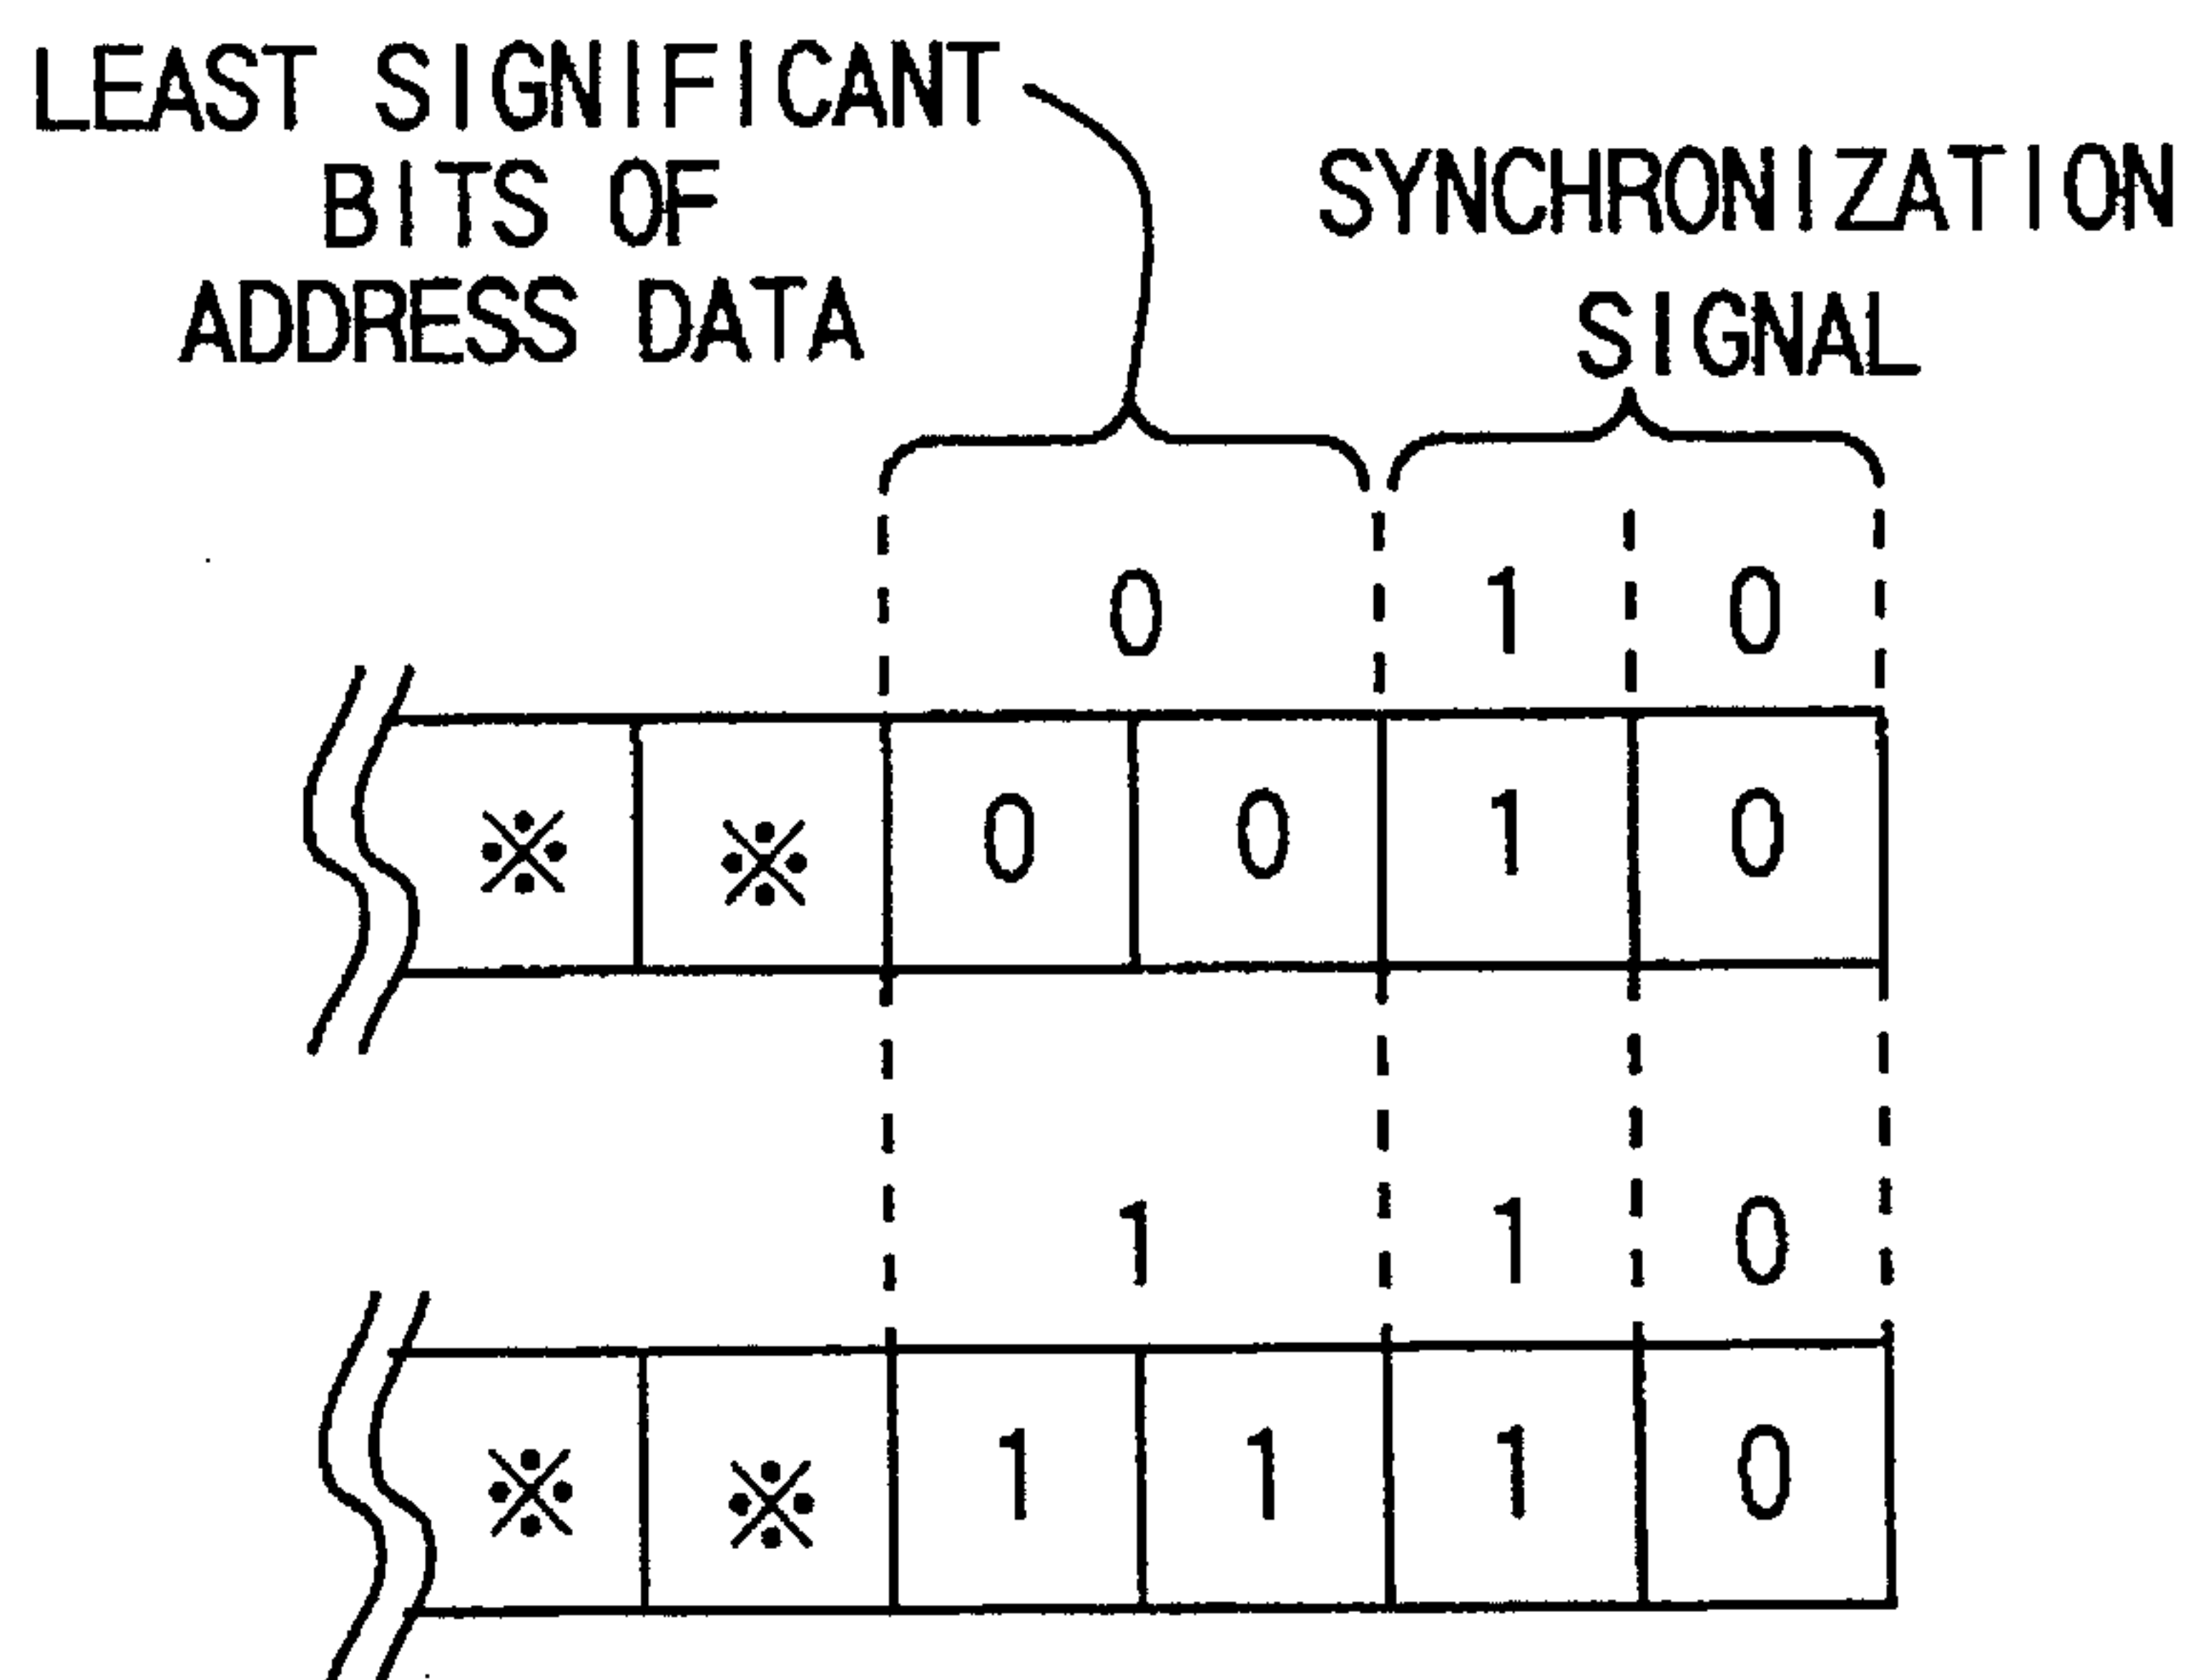 LEAST SIGNIFICANT
BITS OF
ADDRESS DATA
SYNCHRONIZATION
SIGNAL
0 1 0
※ ※ 0 0 1 0
1 1 0
※ ※ 1 1 1 0